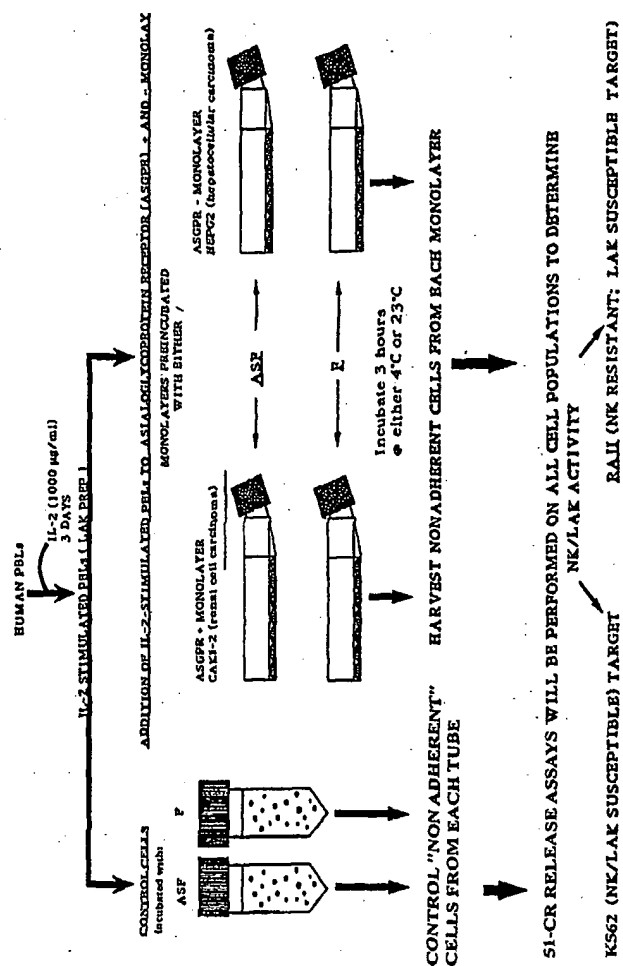 HUMAN PBLs
IL-2 (1000 µg/ml)
3 DAYS
IL-2 STIMULATED PBLs (LAK PREP)
CONTROL CELLS
incubated with:
ASF
F
ADDITION OF IL-2-STIMULATED PBLs TO ASIALOGLYCOPROTEIN RECEPTOR (ASGPR) + AND - MONOLAY
MONOLAYERS PREINCUBATED
WITH EITHER /
ASGPR + MONOLAYER
CAKI-2 (renal cell carcinoma)
ASGPR - MONOLAYER
HEPG2 (hepatocellular carcinoma)
ASF
F
Incubate 3 hours
@ either 4°C or 23°C
CONTROL "NON ADHERENT"
CELLS FROM EACH TUBE
HARVEST NONADHERENT CELLS FROM EACH MONOLAYER
51-CR RELEASE ASSAYS WILL BE PERFORMED ON ALL CELL POPULATIONS TO DETERMINE
NK/LAK ACTIVITY
K562 (NK/LAK SUSCEPTIBLE) TARGET
RAJI (NK RESISTANT; LAK SUSCEPTIBLE TARGET)